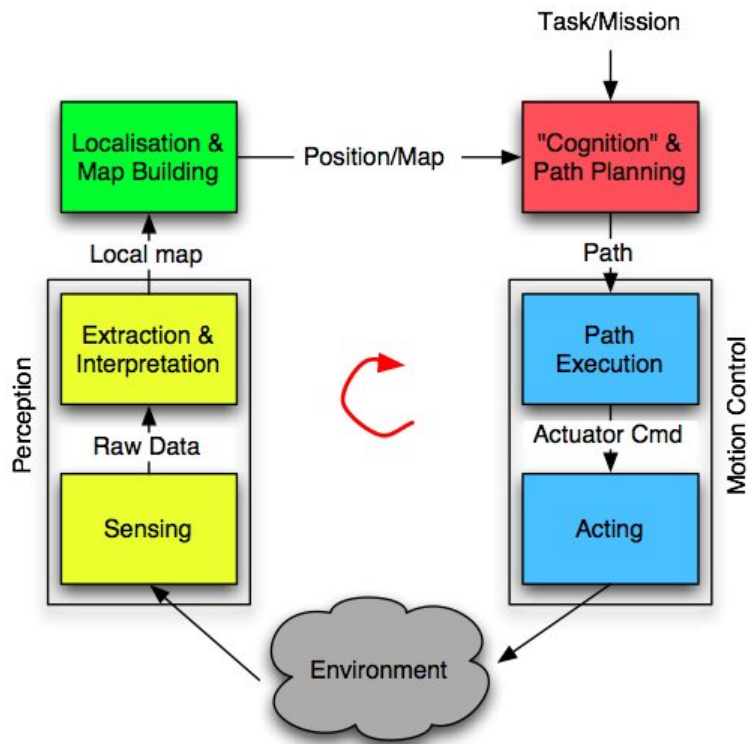 Task/Mission
Localisation &
Map Building
Position/Map
"Cognition" &
Path Planning
Local map
Path
Perception
Extraction &
Interpretation
Path
Execution
Motion Control
Raw Data
Actuator Cmd
Sensing
Acting
Environment